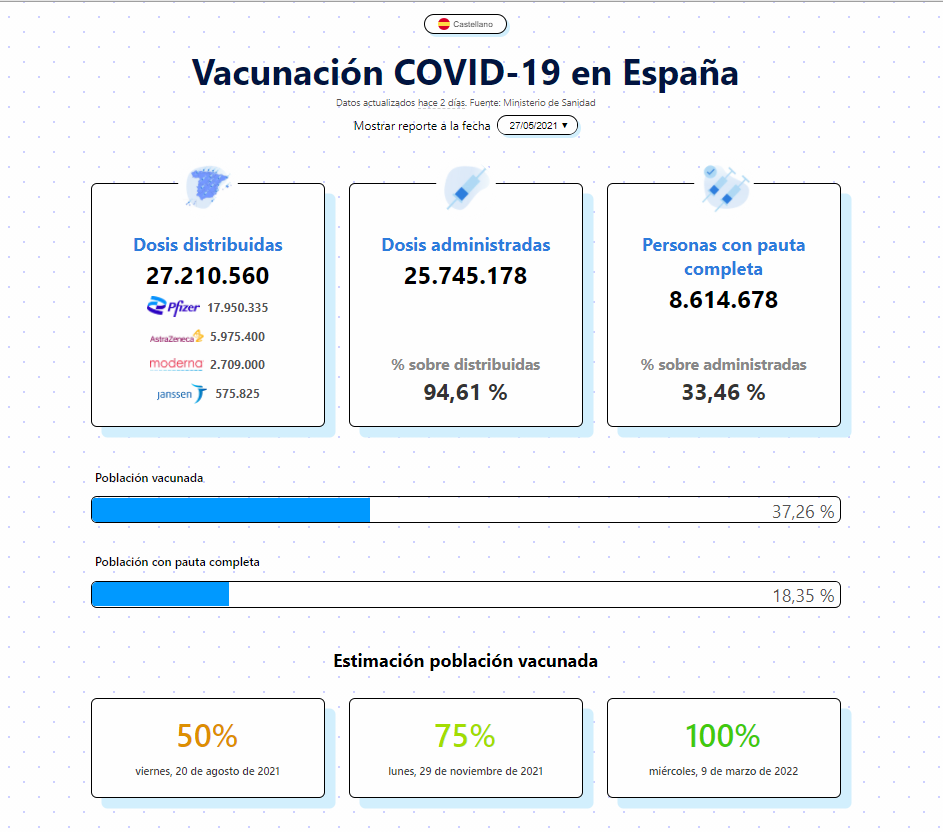 Castellano
Vacunación COVID-19 en España
Datos actualizados hace 2 días. Fuente: Ministerio de Sanidad
Mostrar reporte a la fecha 27/05/2021 ▼
Dosis distribuidas
27.210.560
Pfizer 17.950.335
AstraZeneca 5.975.400
moderna 2.709.000
janssen 575.825
Dosis administradas
25.745.178
% sobre distribuidas
94,61 %
Personas con pauta
completa
8.614.678
% sobre administradas
33,46 %
Población vacunada
37,26 %
Población con pauta completa
18,35 %
Estimación población vacunada
50%
viernes, 20 de agosto de 2021
75%
lunes, 29 de noviembre de 2021
100%
miércoles, 9 de marzo de 2022